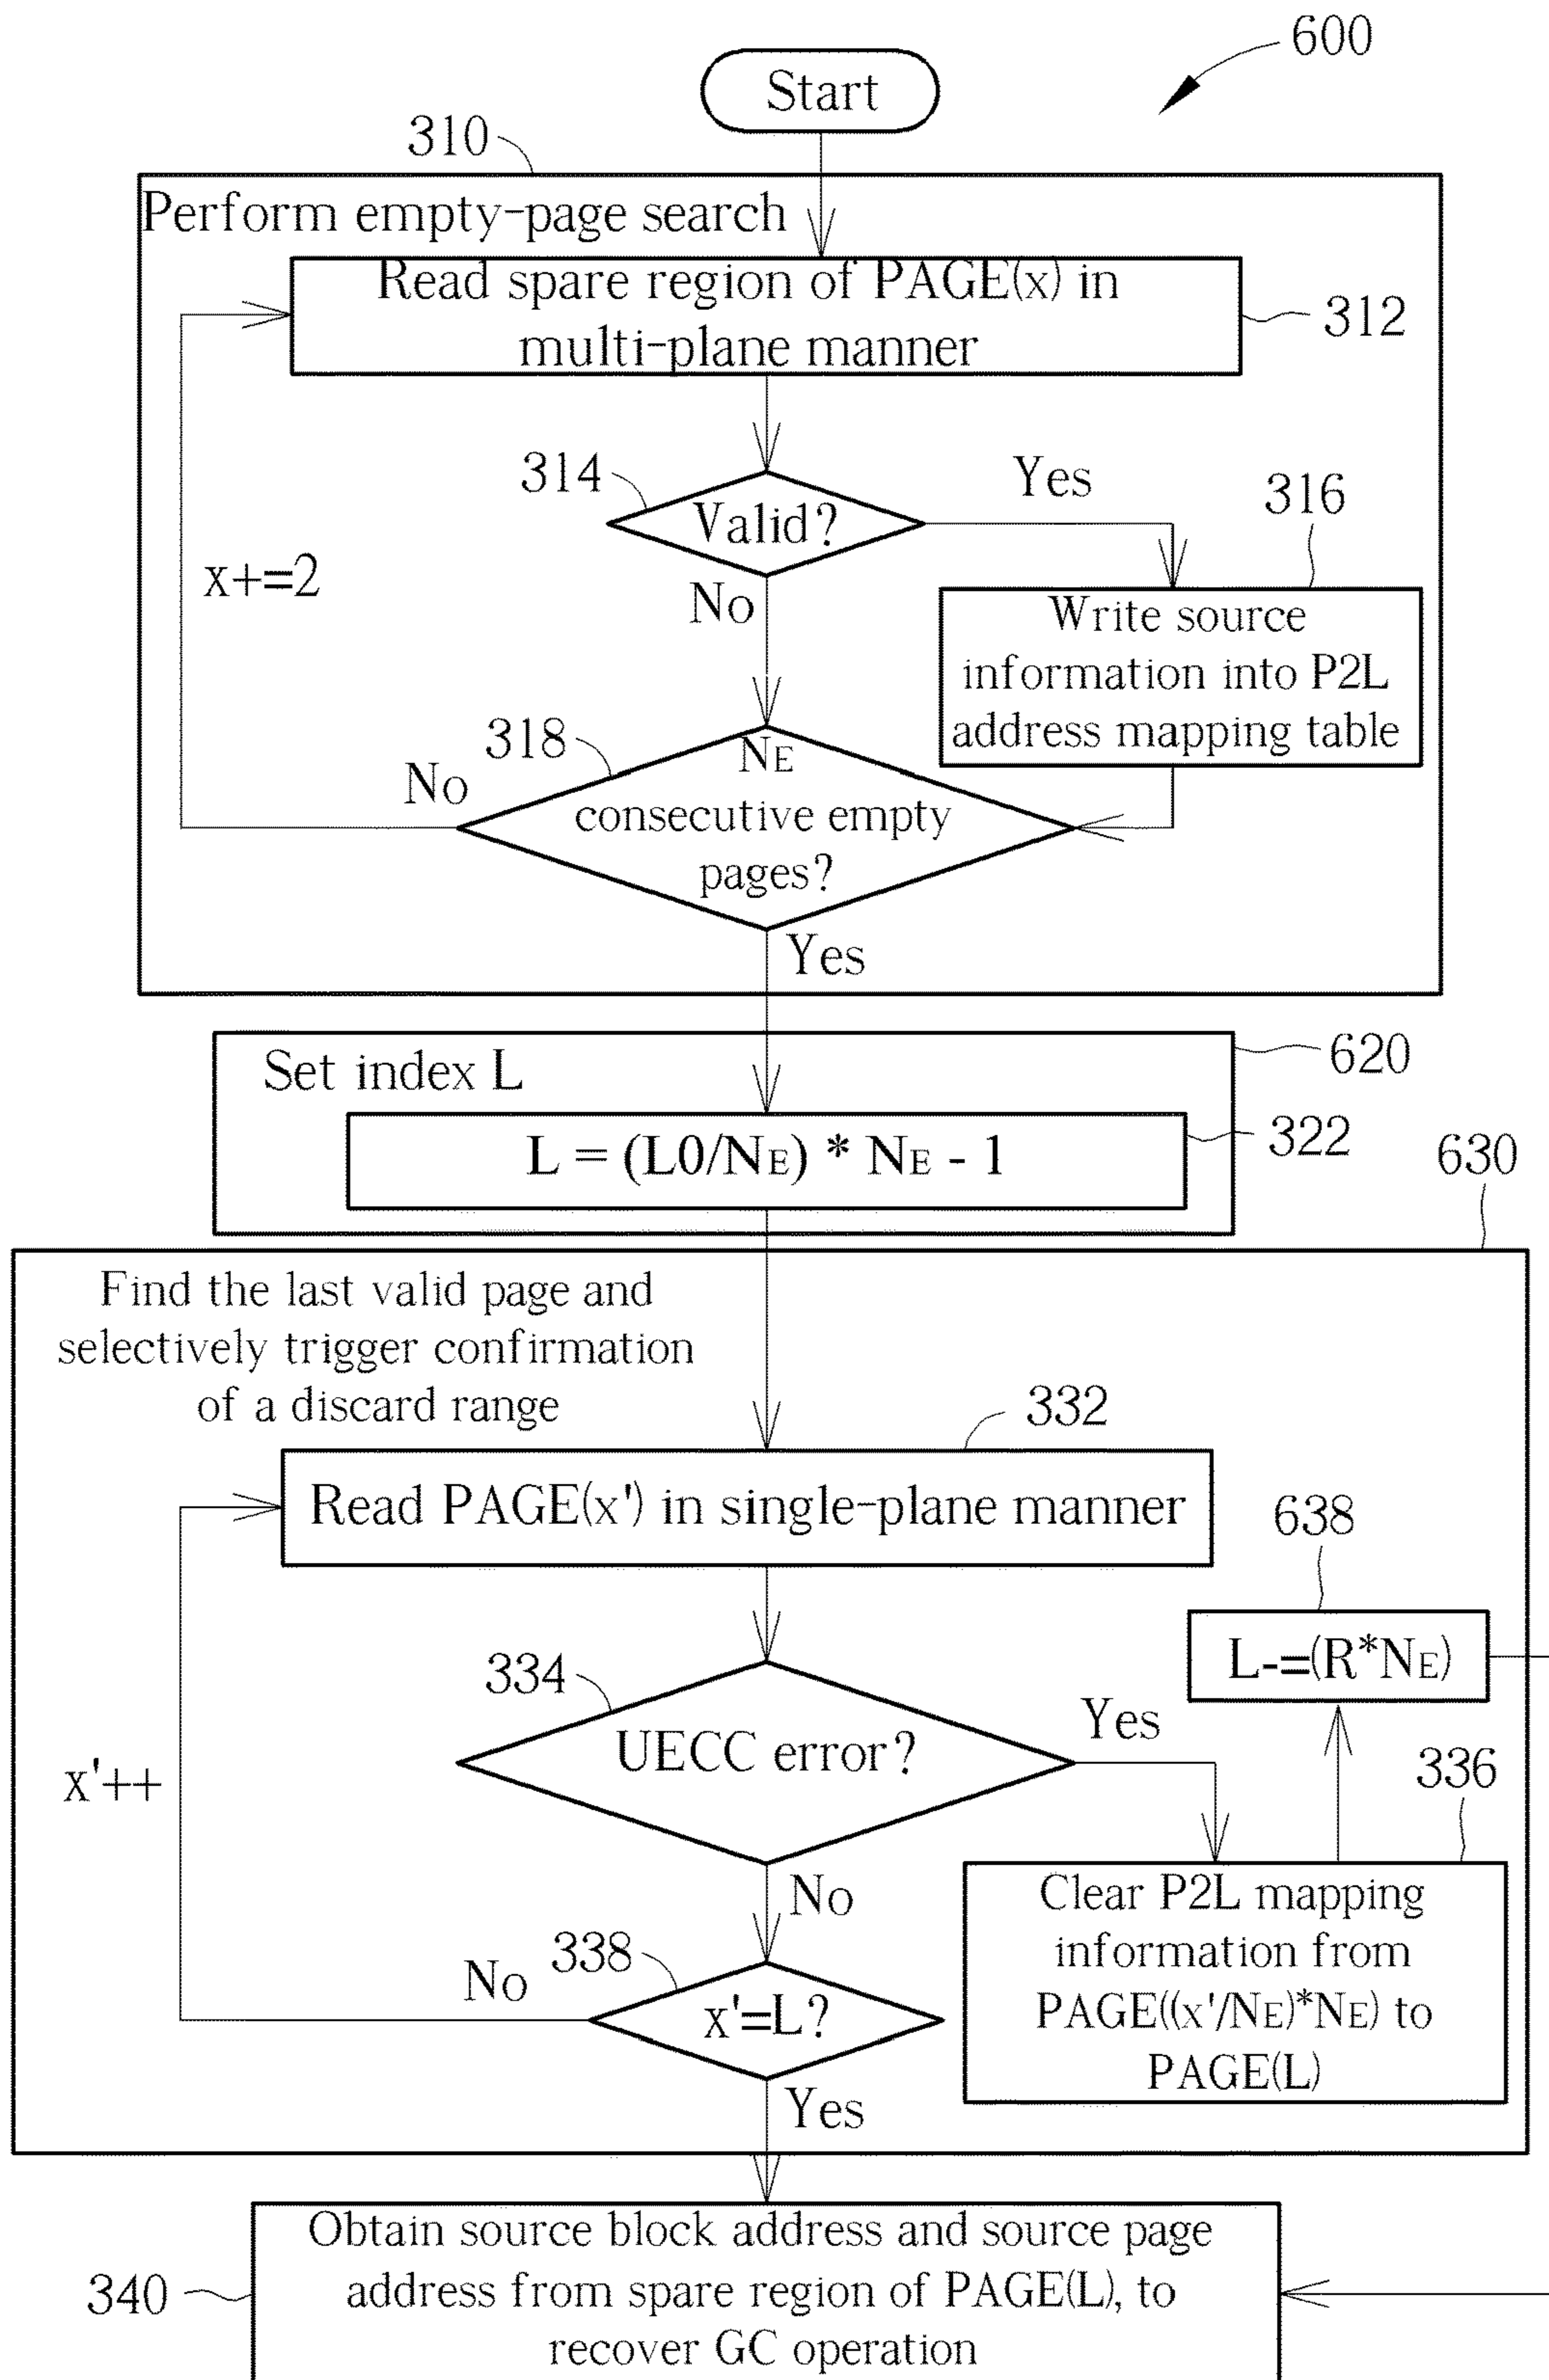 600
Start
310
Perform empty-page search
Read spare region of PAGE(x) in
multi-plane manner
312
314
Valid?
Yes
316
x+=2
No
Write source
information into P2L
address mapping table
318
No
NE
consecutive empty
pages?
Yes
620
Set index L
L = (L0/NE) * NE - 1
322
630
Find the last valid page and
selectively trigger confirmation
of a discard range
332
Read PAGE(x') in single-plane manner
638
L-=(R*NE)
334
UECC error?
Yes
336
x'++
No
Clear P2L mapping
information from
PAGE((x'/NE)*NE) to
PAGE(L)
338
No
x'=L?
Yes
340
Obtain source block address and source page
address from spare region of PAGE(L), to
recover GC operation